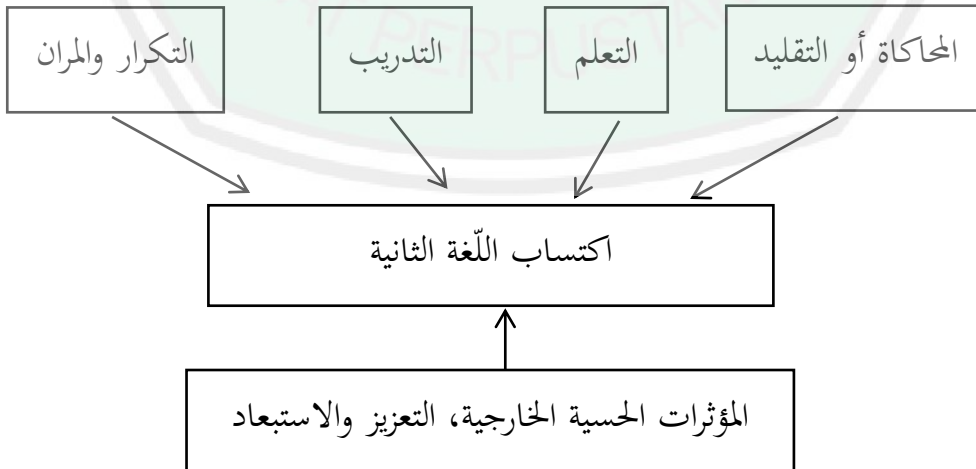 المحاكاة أو التقليد
التعلم
التدريب
التكرار والمران
اكتساب اللّغة الثانية
المؤثرات الحسية الخارجية، التعزيز والاستبعاد